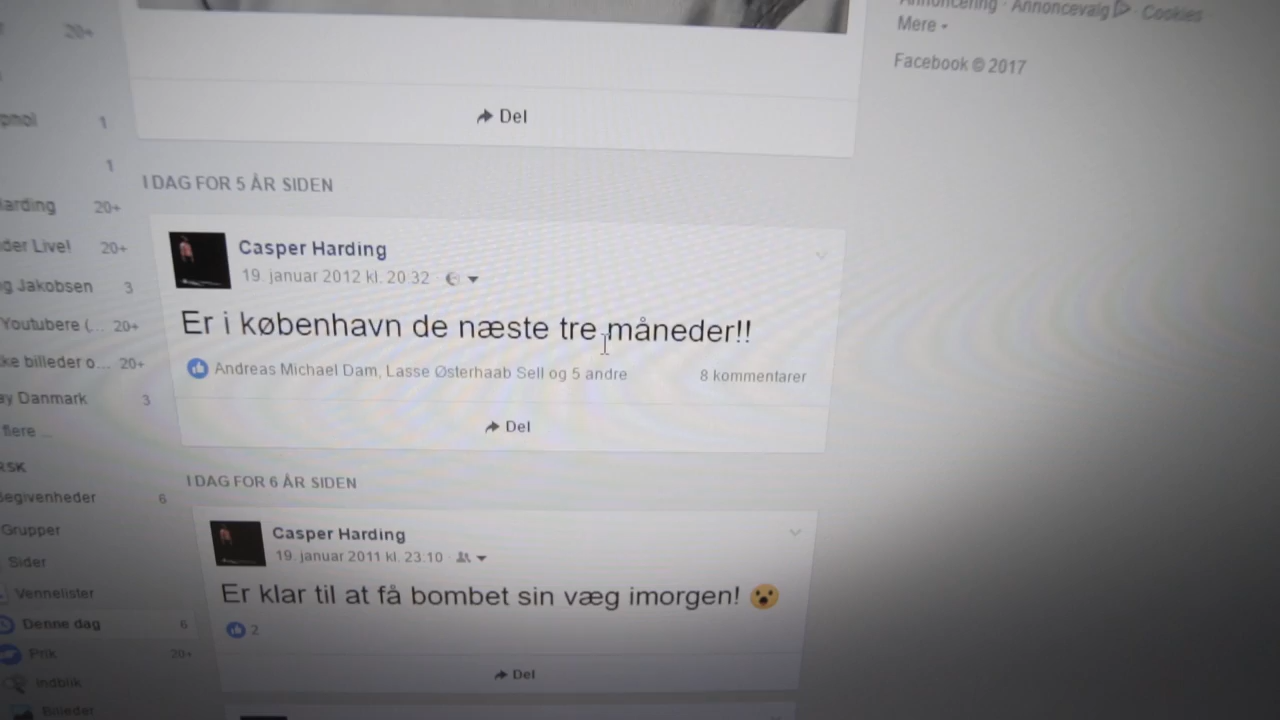 20+
Annoncering · Annoncevalg · Cookies
Mere
Facebook © 2017
1
Del
1
I DAG FOR 5 ÅR SIDEN
arding 20+
der Live! 20+
g Jakobsen 3
Youtubere (... 20+
ke billeder o... 20+
ay Danmark 3
flere ...
Casper Harding
19. januar 2012 kl. 20:32
Er i københavn de næste tre måneder!!
Andreas Michael Dam, Lasse Østerhaab Sell og 5 andre
8 kommentarer
Del
RSK
Begivenheder 6
Grupper
Sider
Vennelister
Denne dag 6
Prik 20+
Indblik
Billeder
I DAG FOR 6 ÅR SIDEN
Casper Harding
19. januar 2011 kl. 23:10
Er klar til at få bombet sin væg imorgen! 😮
2
Del